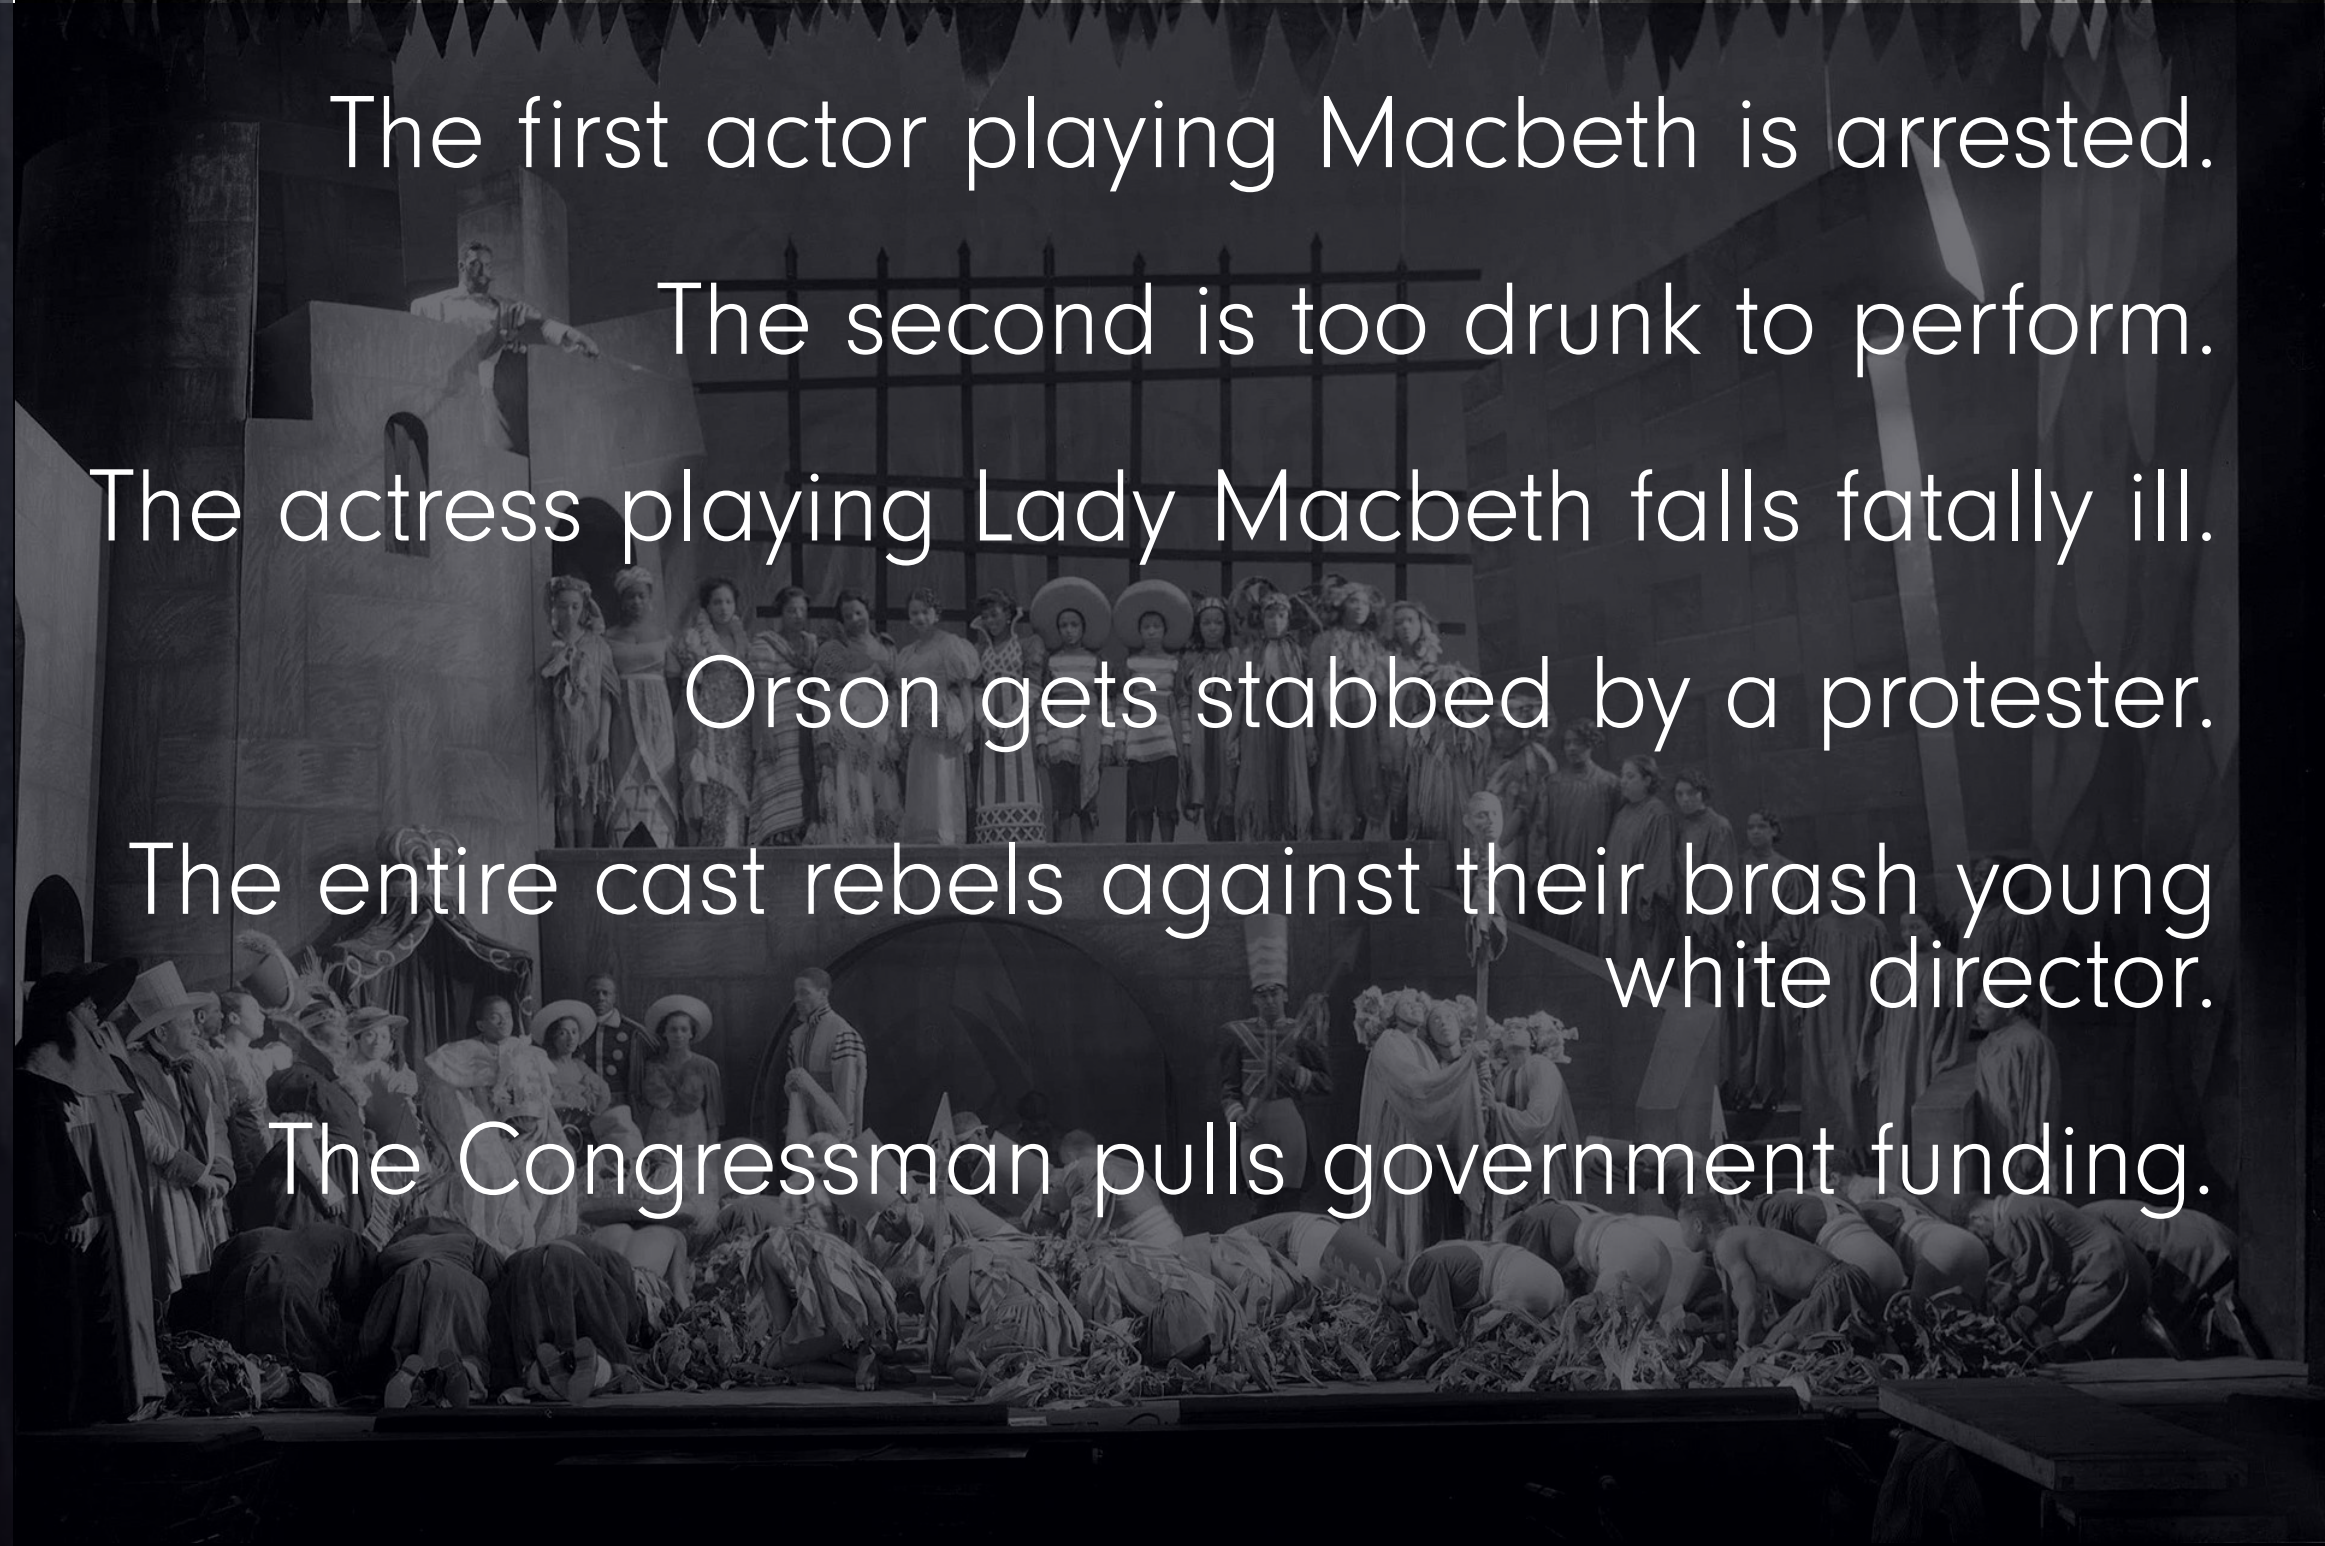 The first actor playing Macbeth is arrested.
The second is too drunk to perform.
The actress playing Lady Macbeth falls fatally ill.
Orson gets stabbed by a protester.
The entire cast rebels against their brash young
white director.
The Congressman pulls government funding.